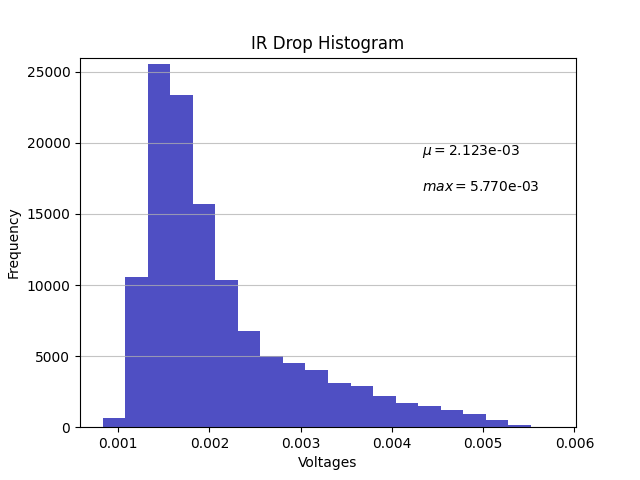 IR Drop Histogram
25000
20000
15000
10000
5000
0
μ = 2.123e-03
max = 5.770e-03
Frequency
0.001 0.002 0.003 0.004 0.005 0.006
Voltages